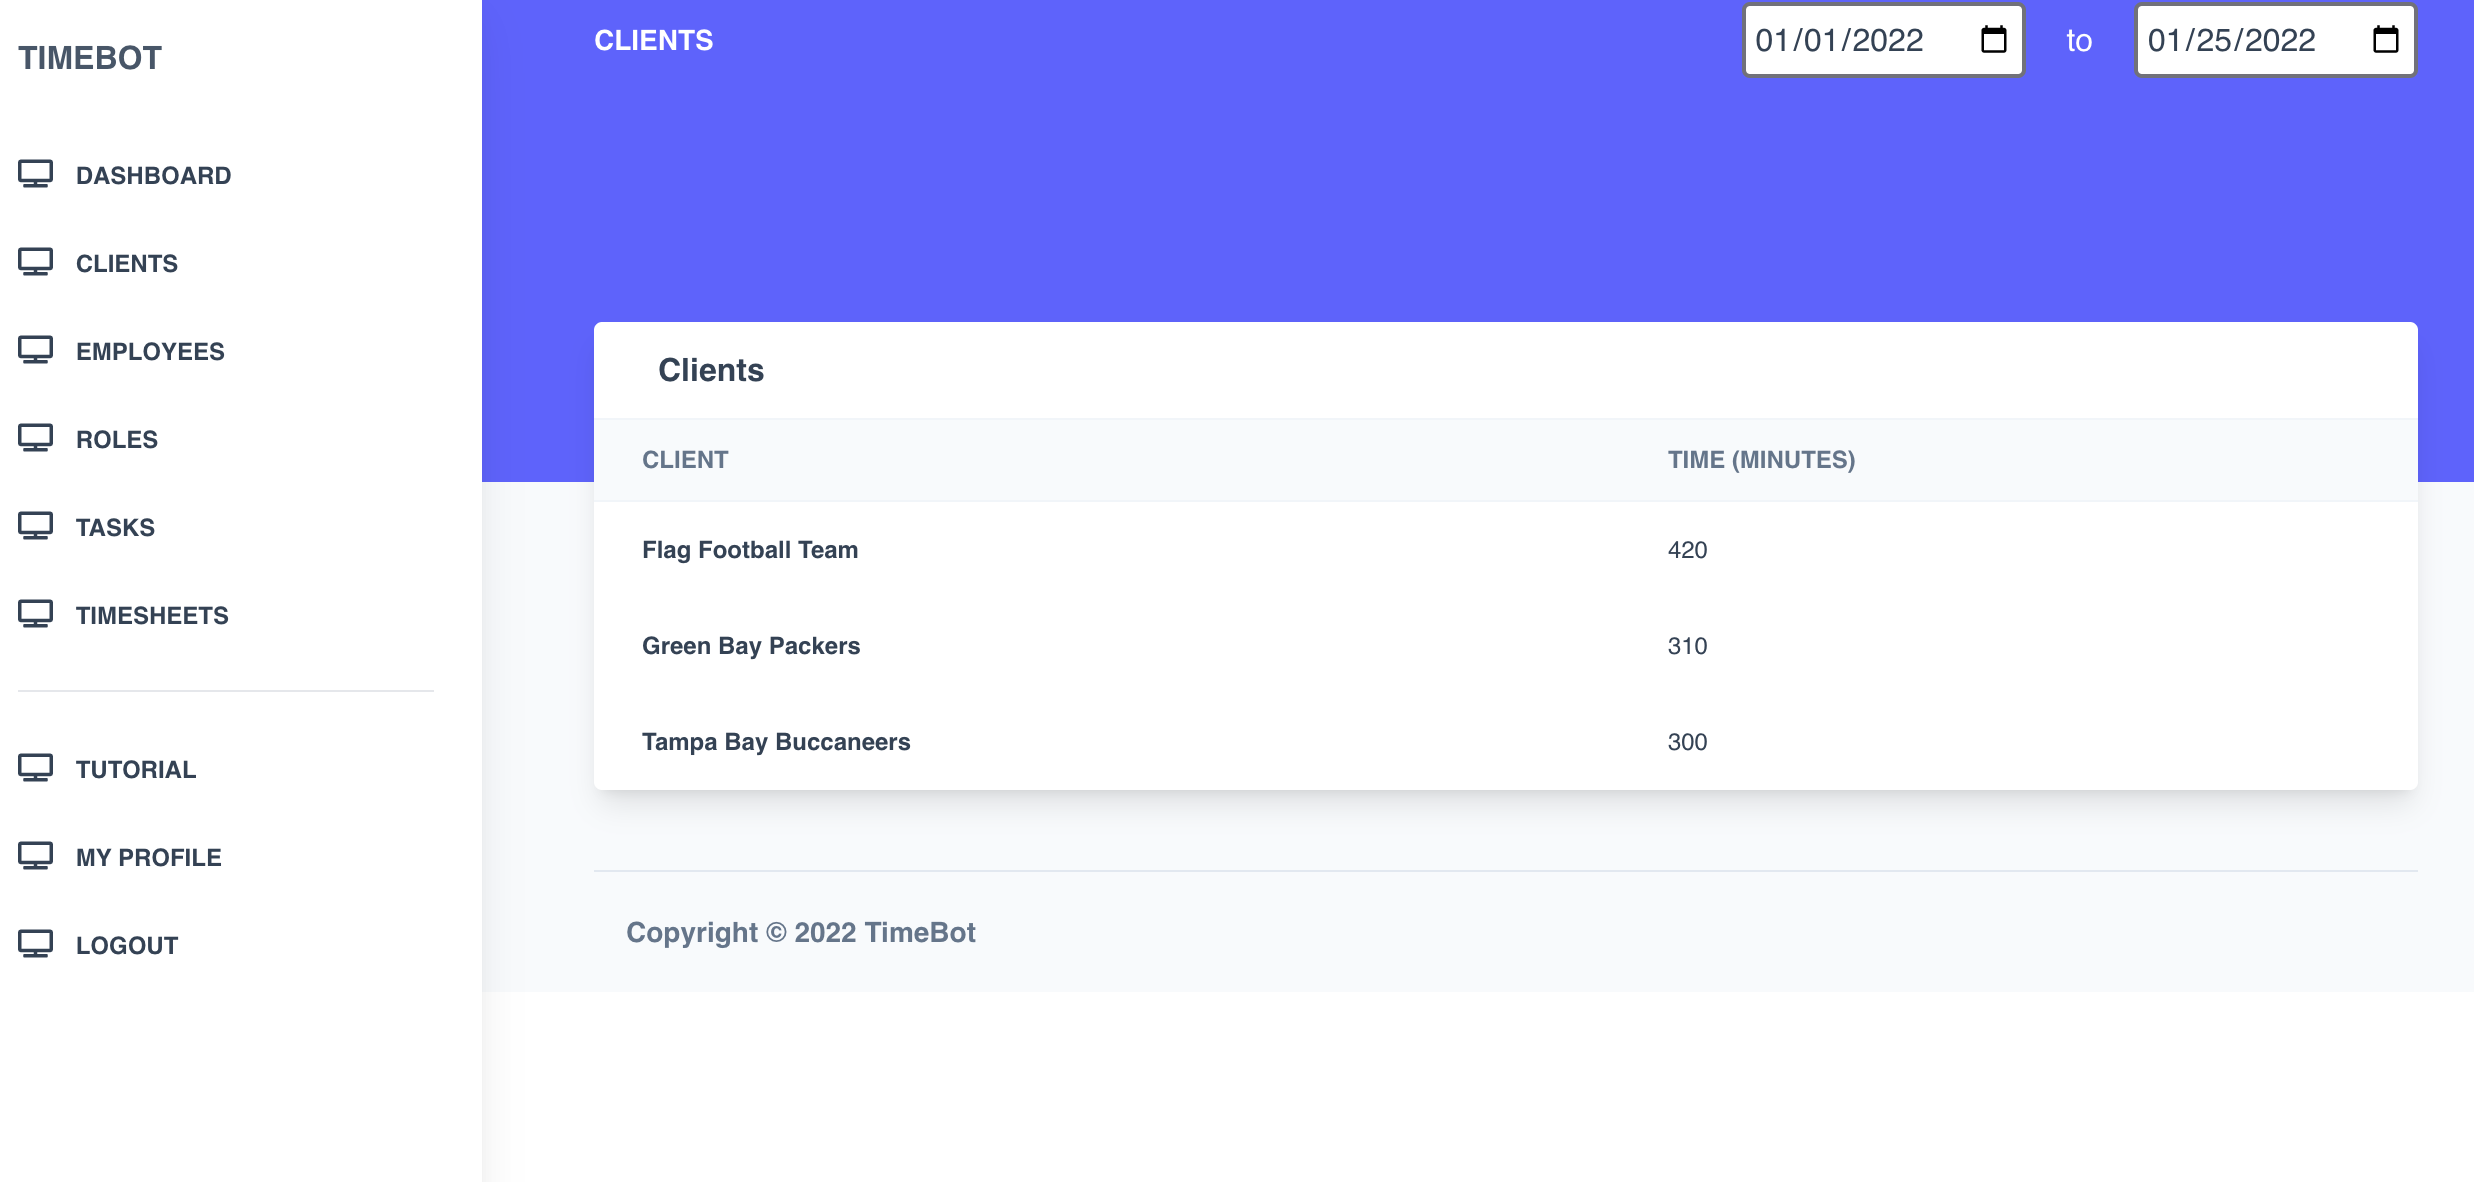 TIMEBOT
DASHBOARD
CLIENTS
EMPLOYEES
ROLES
TASKS
TIMESHEETS
TUTORIAL
MY PROFILE
LOGOUT
CLIENTS 01/01/2022 to 01/25/2022
Clients
CLIENT TIME (MINUTES)
Flag Football Team 420
Green Bay Packers 310
Tampa Bay Buccaneers 300
Copyright © 2022 TimeBot